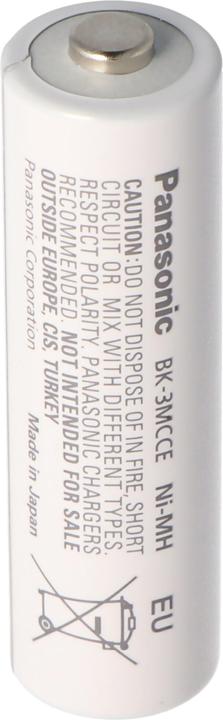 Panasonic BK-3MCCE Ni-MH EU
CAUTION: DO NOT DISPOSE OF IN FIRE, SHORT
CIRCUIT OR MIX WITH DIFFERENT TYPES.
RESPECT POLARITY. PANASONIC CHARGERS
RECOMMENDED. NOT INTENDED FOR SALE
OUTSIDE EUROPE, CIS, TURKEY
Panasonic Corporation Made in Japan